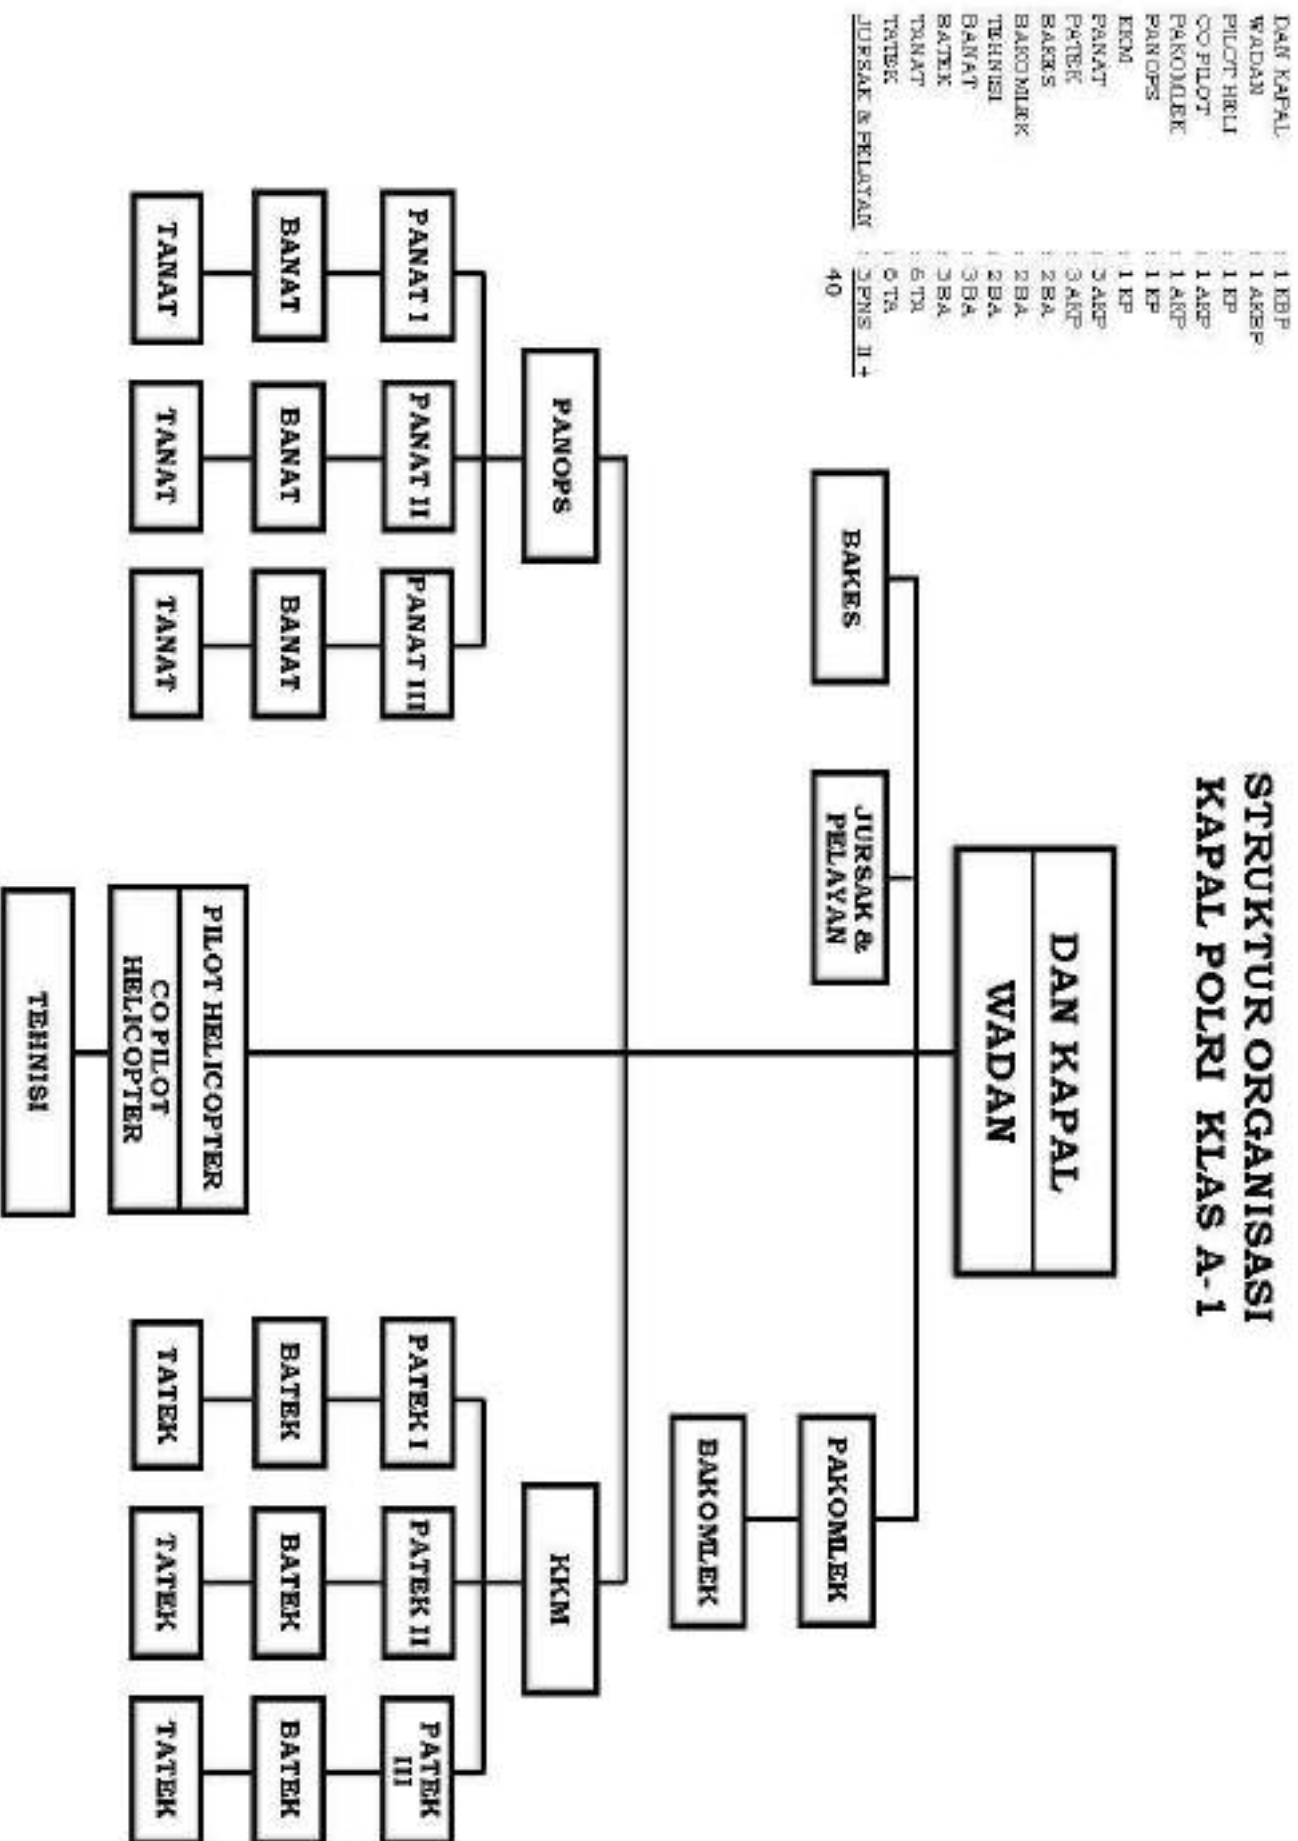 STRUKTUR ORGANISASI
KAPAL POLRI KLAS A-1
DAN KAPAL : 1 KBP
WADAN : 1 AKBP
PILOT HELI : 1 KP
CO PILOT : 1 AKP
PAKOMLEK : 1 AKP
PANOPS : 1 KP
KKM : 1 KP
PANAT : 3 AKP
PATEK : 3 AKP
BAKES : 2 BA
BAKOMLEK : 2 BA
TEHNISI : 2 BA
BANAT : 3 BA
BATEK : 3 BA
TANAT : 6 TA
TATEK : 6 TA
JURSAK & PELAYAN : 3 PNS II +
40
DAN KAPAL
WADAN
BAKES
JURSAK &
PELAYAN
PAKOMLEK
BAKOMLEK
PANOPS
KKM
PANAT I
PANAT II
PANAT III
PATEK I
PATEK II
PATEK
III
BANAT
BANAT
BANAT
BATEK
BATEK
BATEK
TANAT
TANAT
TANAT
TATEK
TATEK
TATEK
PILOT HELICOPTER
CO PILOT
HELICOPTER
TEHNISI